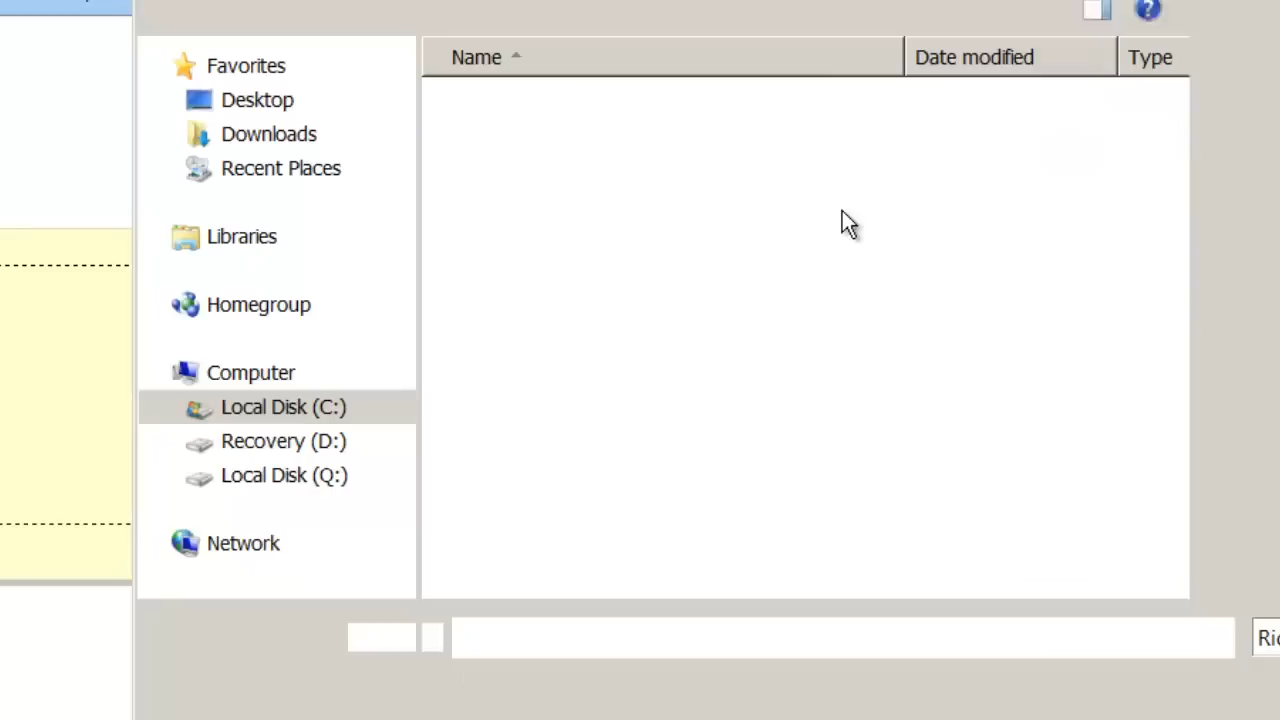 Name Date modified Type
Favorites
Desktop
Downloads
Recent Places
Libraries
Homegroup
Computer
Local Disk (C:)
Recovery (D:)
Local Disk (Q:)
Network